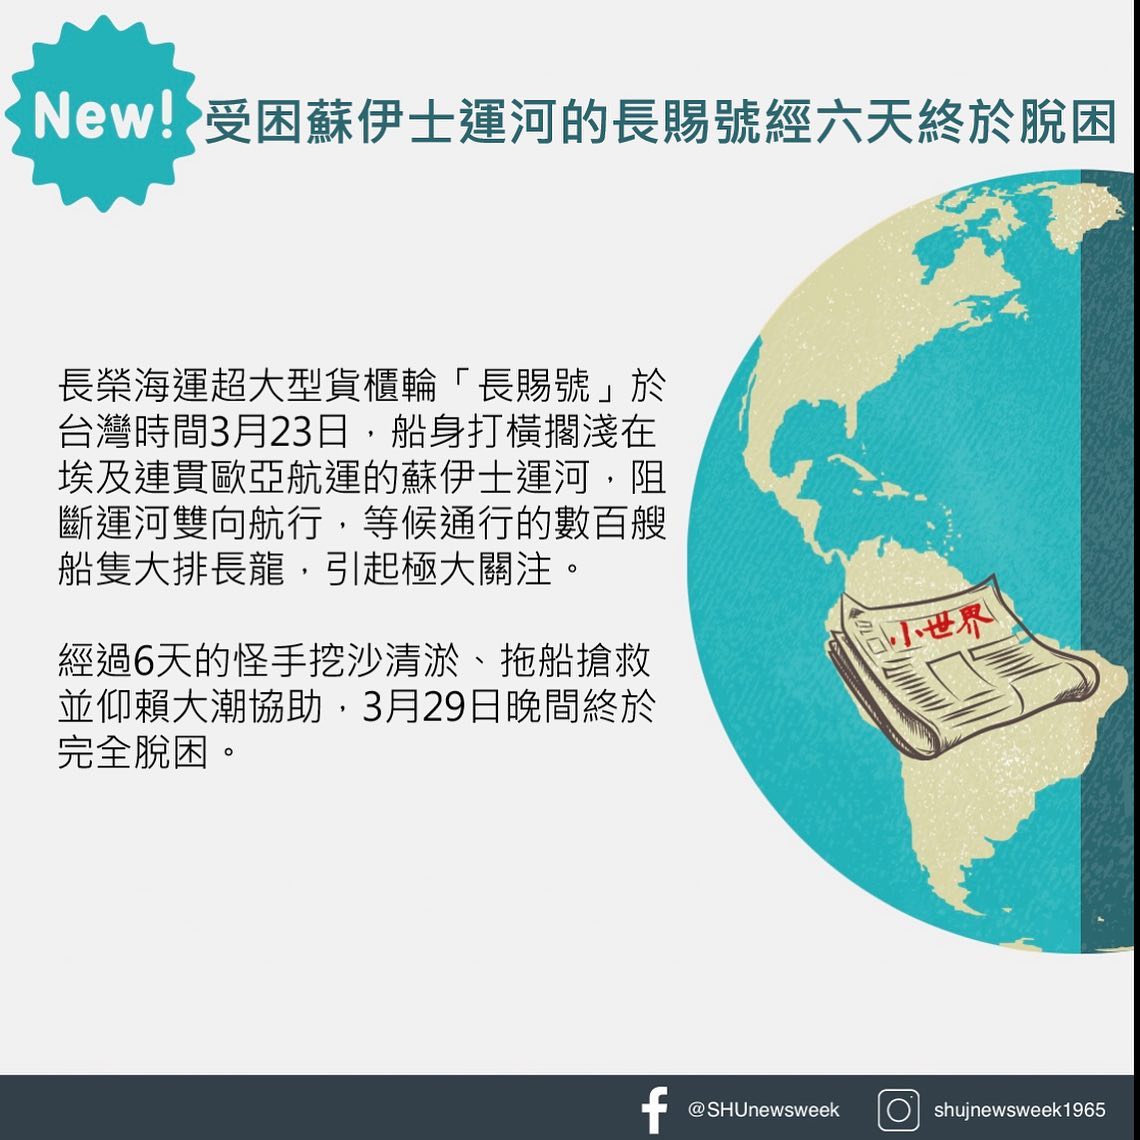 New!
受困蘇伊士運河的長賜號經六天終於脫困
長榮海運超大型貨櫃輪「長賜號」於
台灣時間3月23日，船身打橫擱淺在
埃及連貫歐亞航運的蘇伊士運河，阻
斷運河雙向航行，等候通行的數百艘
船隻大排長龍，引起極大關注。
經過6天的怪手挖沙清淤、拖船搶救
並仰賴大潮協助，3月29日晚間終於
完全脫困。
小世界
@SHUnewsweek
shujnewsweek1965